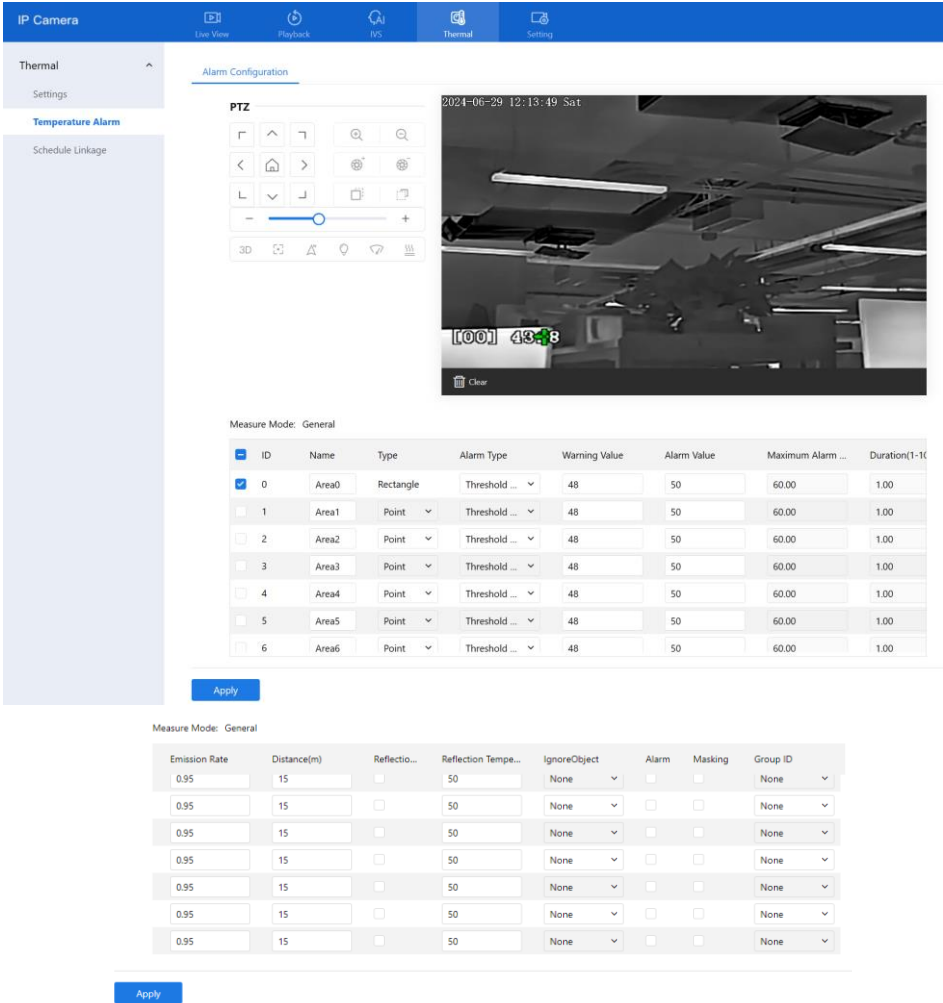 IP Camera
Live View Playback IVS Thermal Setting
Thermal
Settings
Temperature Alarm
Schedule Linkage
Alarm Configuration
PTZ
3D
2024-06-29 12:13:49 Sat
Clear
Measure Mode: General
ID Name Type Alarm Type Warning Value Alarm Value Maximum Alarm ... Duration(1-10
0 Area0 Rectangle Threshold ... 48 50 60.00 1.00
1 Area1 Point Threshold ... 48 50 60.00 1.00
2 Area2 Point Threshold ... 48 50 60.00 1.00
3 Area3 Point Threshold ... 48 50 60.00 1.00
4 Area4 Point Threshold ... 48 50 60.00 1.00
5 Area5 Point Threshold ... 48 50 60.00 1.00
6 Area6 Point Threshold ... 48 50 60.00 1.00
Apply
Measure Mode: General
Emission Rate Distance(m) Reflectio... Reflection Tempe... IgnoreObject Alarm Masking Group ID
0.95 15 50 None None
0.95 15 50 None None
0.95 15 50 None None
0.95 15 50 None None
0.95 15 50 None None
0.95 15 50 None None
0.95 15 50 None None
Apply